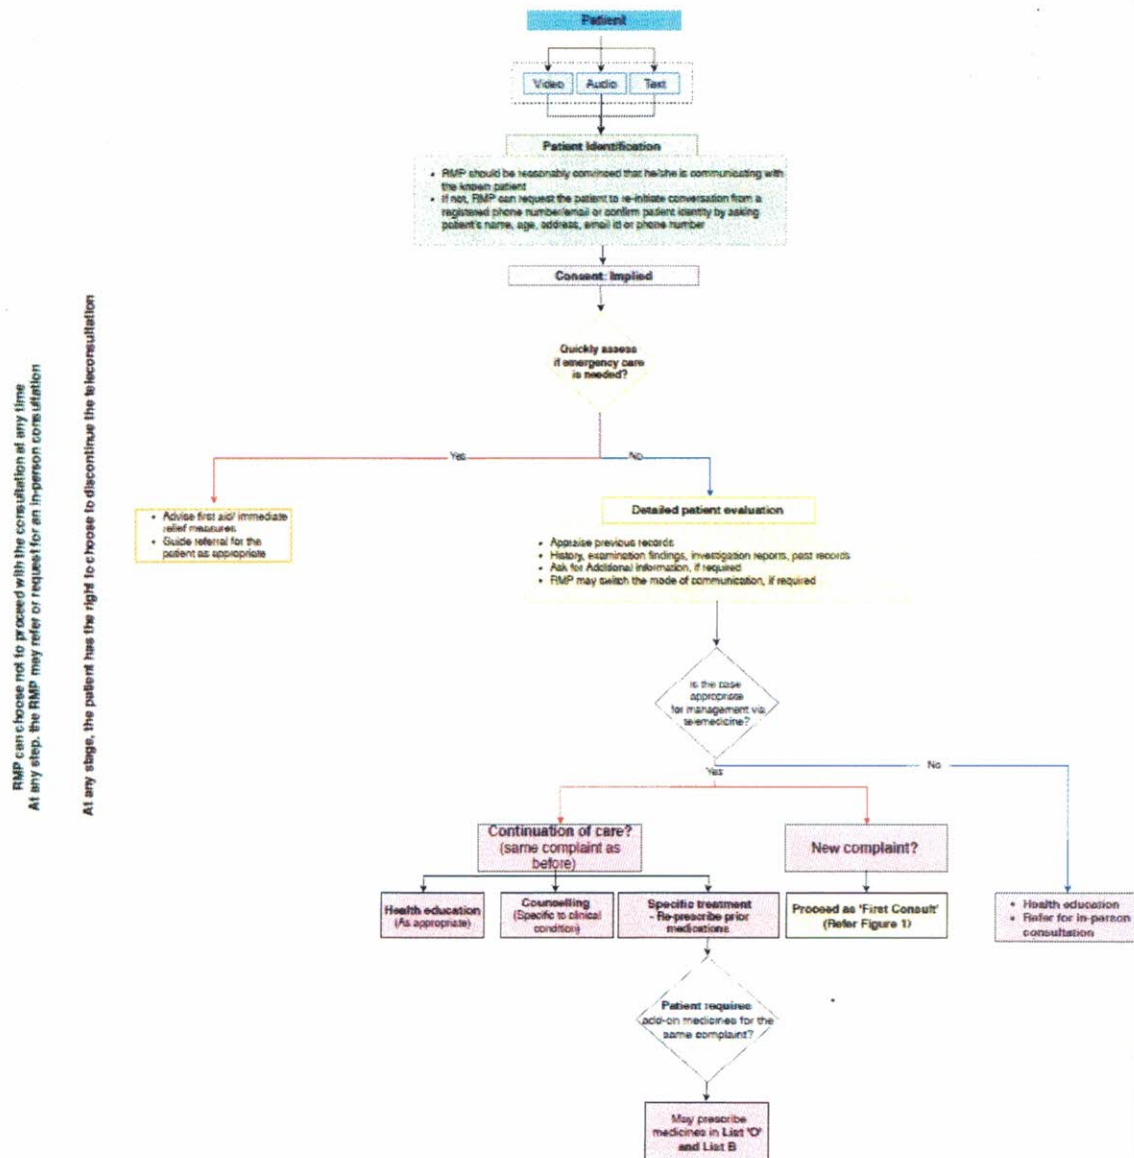 Patient
Video Audio Text
Patient Identification
• RMP should be reasonably convinced that he/she is communicating with
the known patient
• If not, RMP can request the patient to re-initiate conversation from a
registered phone number/email or confirm patient identity by asking
patient's name, age, address, email id or phone number
Consent: Implied
Quickly assess
if emergency care
is needed?
Yes
No
• Advise first aid/ immediate
relief measures
• Guide referral for the
patient as appropriate
Detailed patient evaluation
• Appraise previous records
• History, examination findings, investigation reports, past records
• Ask for Additional information, if required
• RMP may switch the mode of communication, if required
Is the case
appropriate
for management via
telemedicine?
Yes
No
Continuation of care?
(same complaint as
before)
New complaint?
Health education
(As appropriate)
Counselling
(Specific to clinical
condition)
Specific treatment
- Re-prescribe prior
medications
Proceed as 'First Consult'
(Refer Figure 1)
• Health education
• Refer for in-person
consultation
Patient requires
add-on medicines for the
same complaint?
May prescribe
medicines in List 'O'
and List B
RMP can choose not to proceed with the consultation at any time
At any step, the RMP may refer or request for an in-person consultation
At any stage, the patient has the right to choose to discontinue the teleconsultation